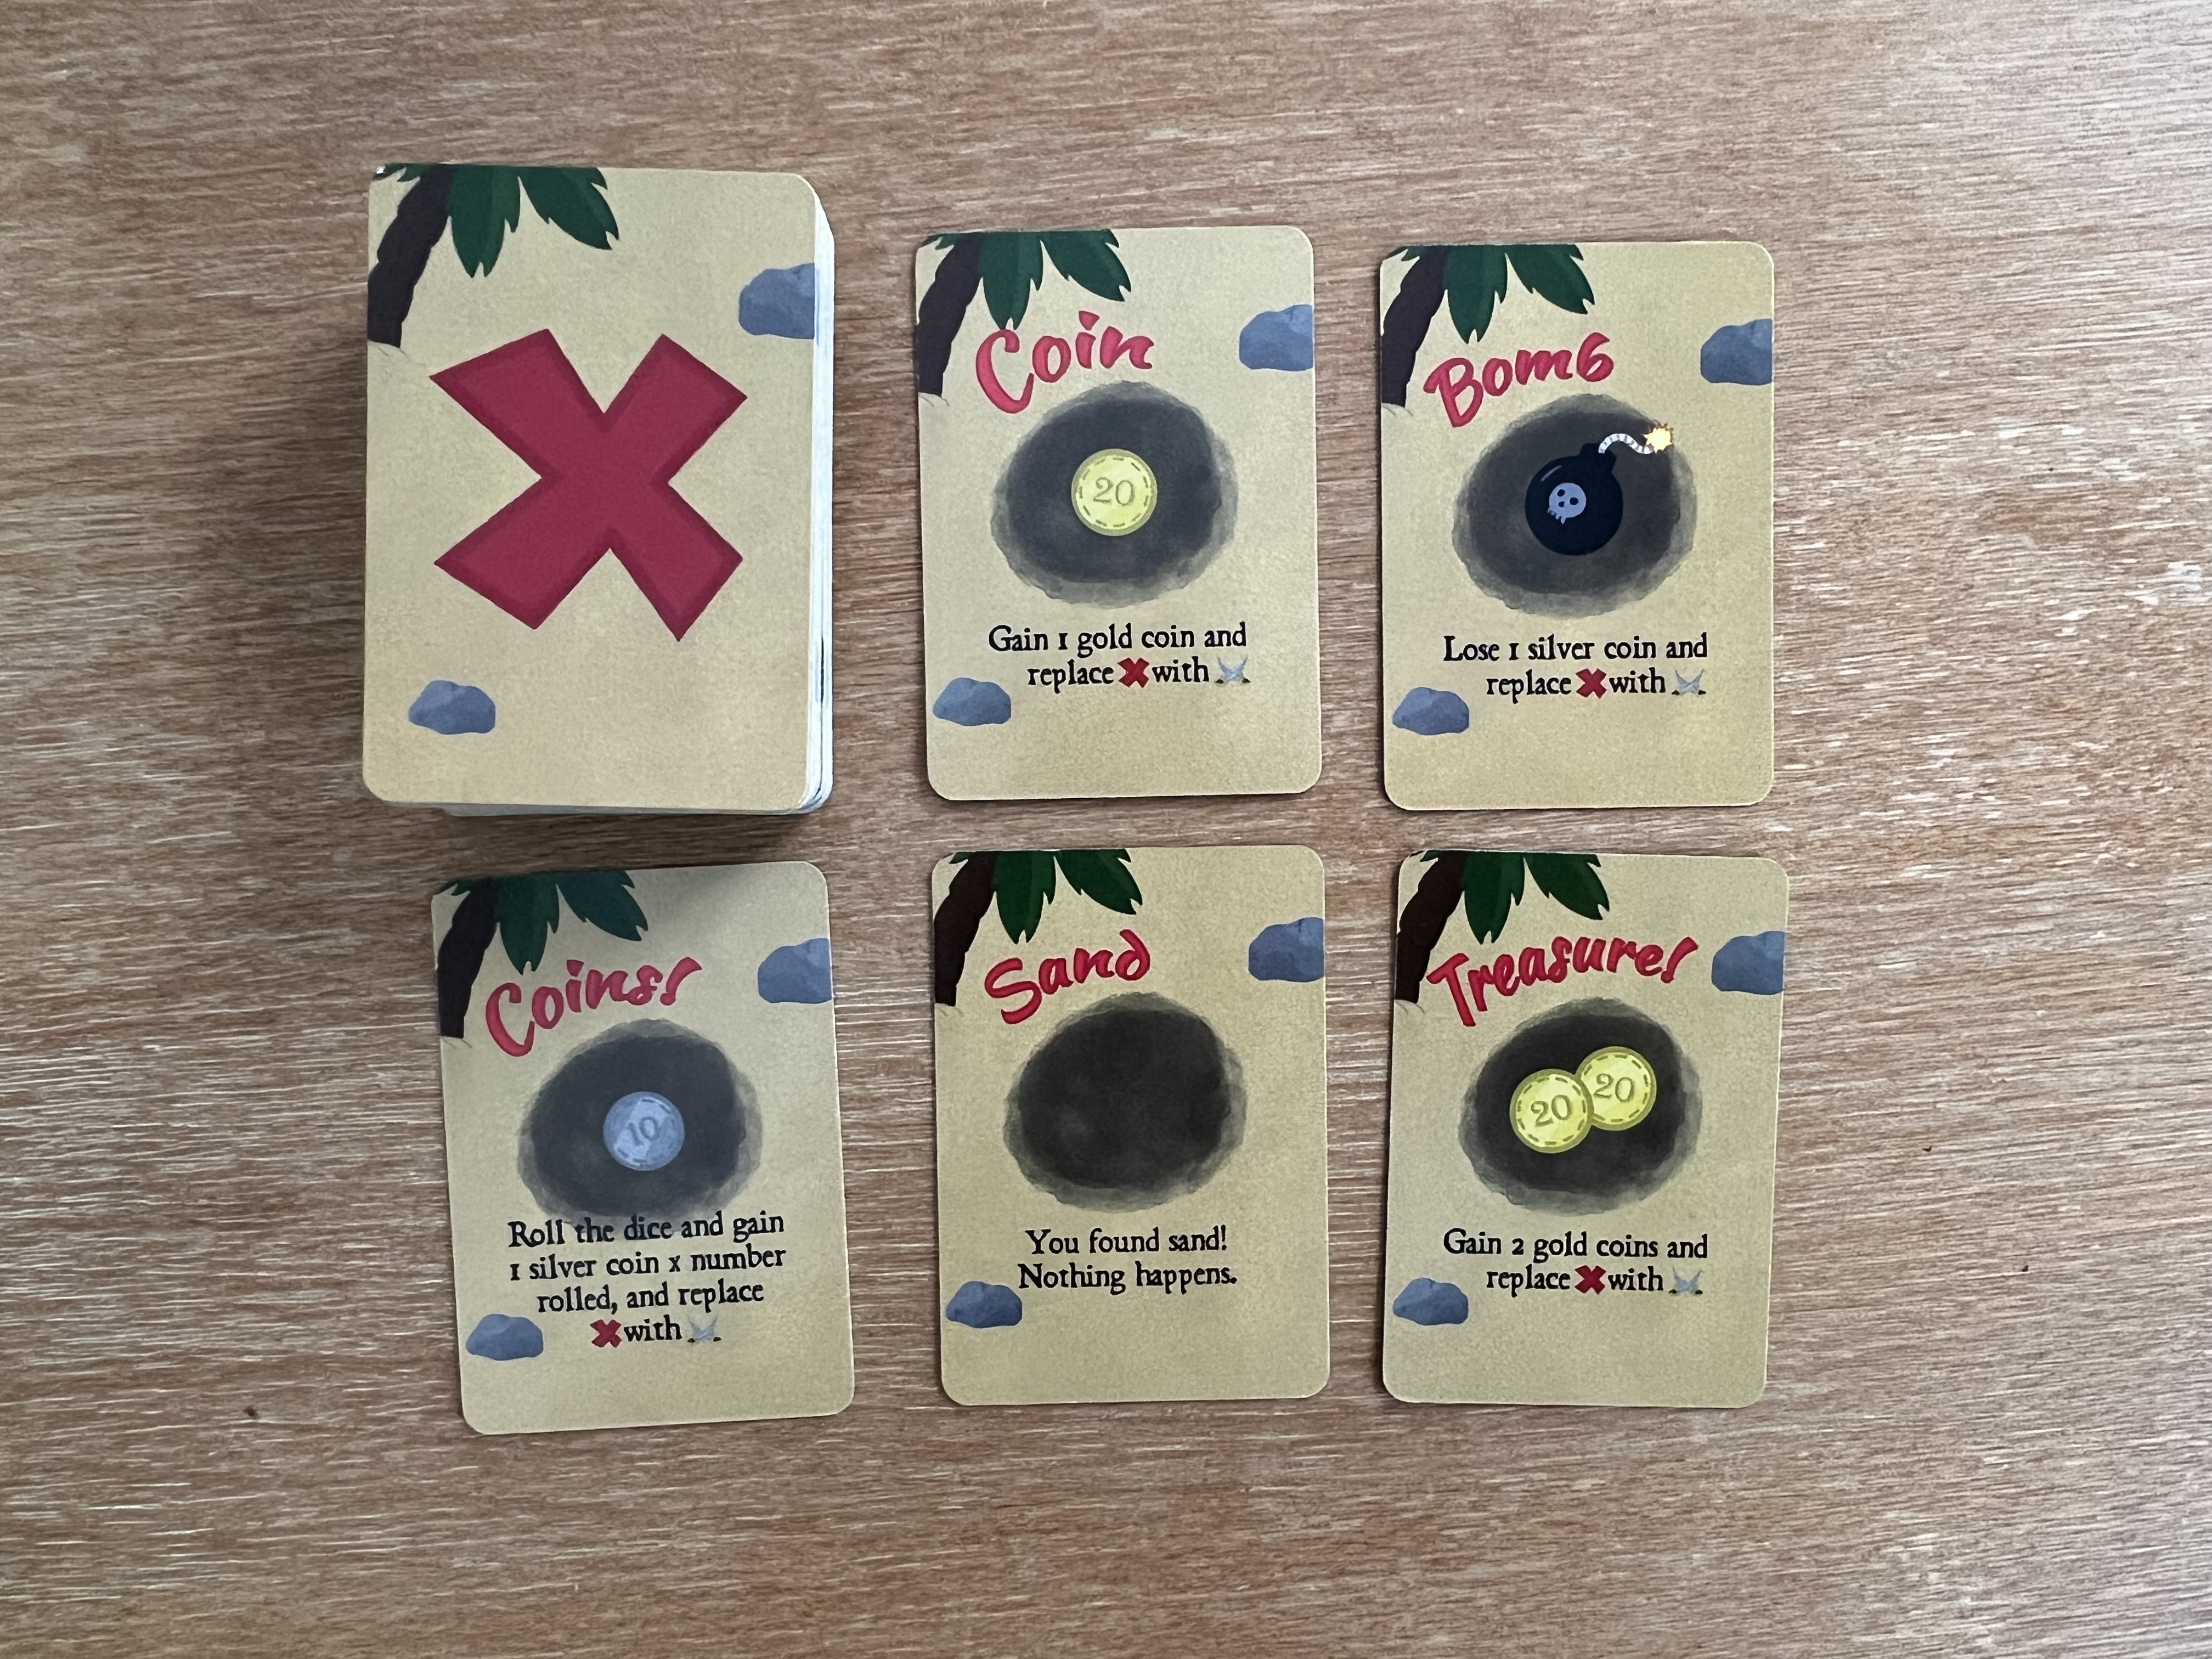 Coin
20
Gain 1 gold coin and
replace with
Bomb
Lose 1 silver coin and
replace with
Coins!
10
Roll the dice and gain
1 silver coin x number
rolled, and replace
with
Sand
You found sand!
Nothing happens.
Treasure!
20
20
Gain 2 gold coins and
replace with